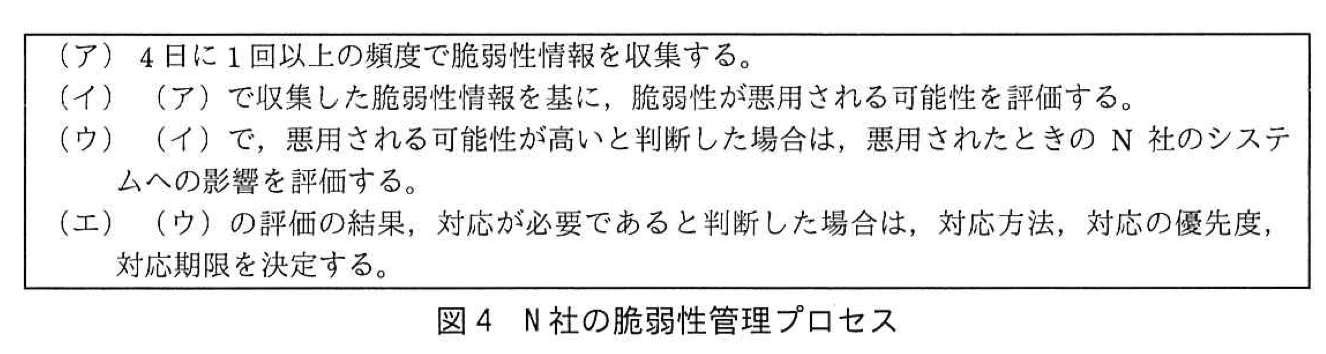 （ア） 4日に1回以上の頻度で脆弱性情報を収集する。
（イ） （ア）で収集した脆弱性情報を基に，脆弱性が悪用される可能性を評価する。
（ウ） （イ）で，悪用される可能性が高いと判断した場合は，悪用されたときの N 社のシステ
ムへの影響を評価する。
（エ） （ウ）の評価の結果，対応が必要であると判断した場合は，対応方法，対応の優先度，
対応期限を決定する。
図4 N社の脆弱性管理プロセス